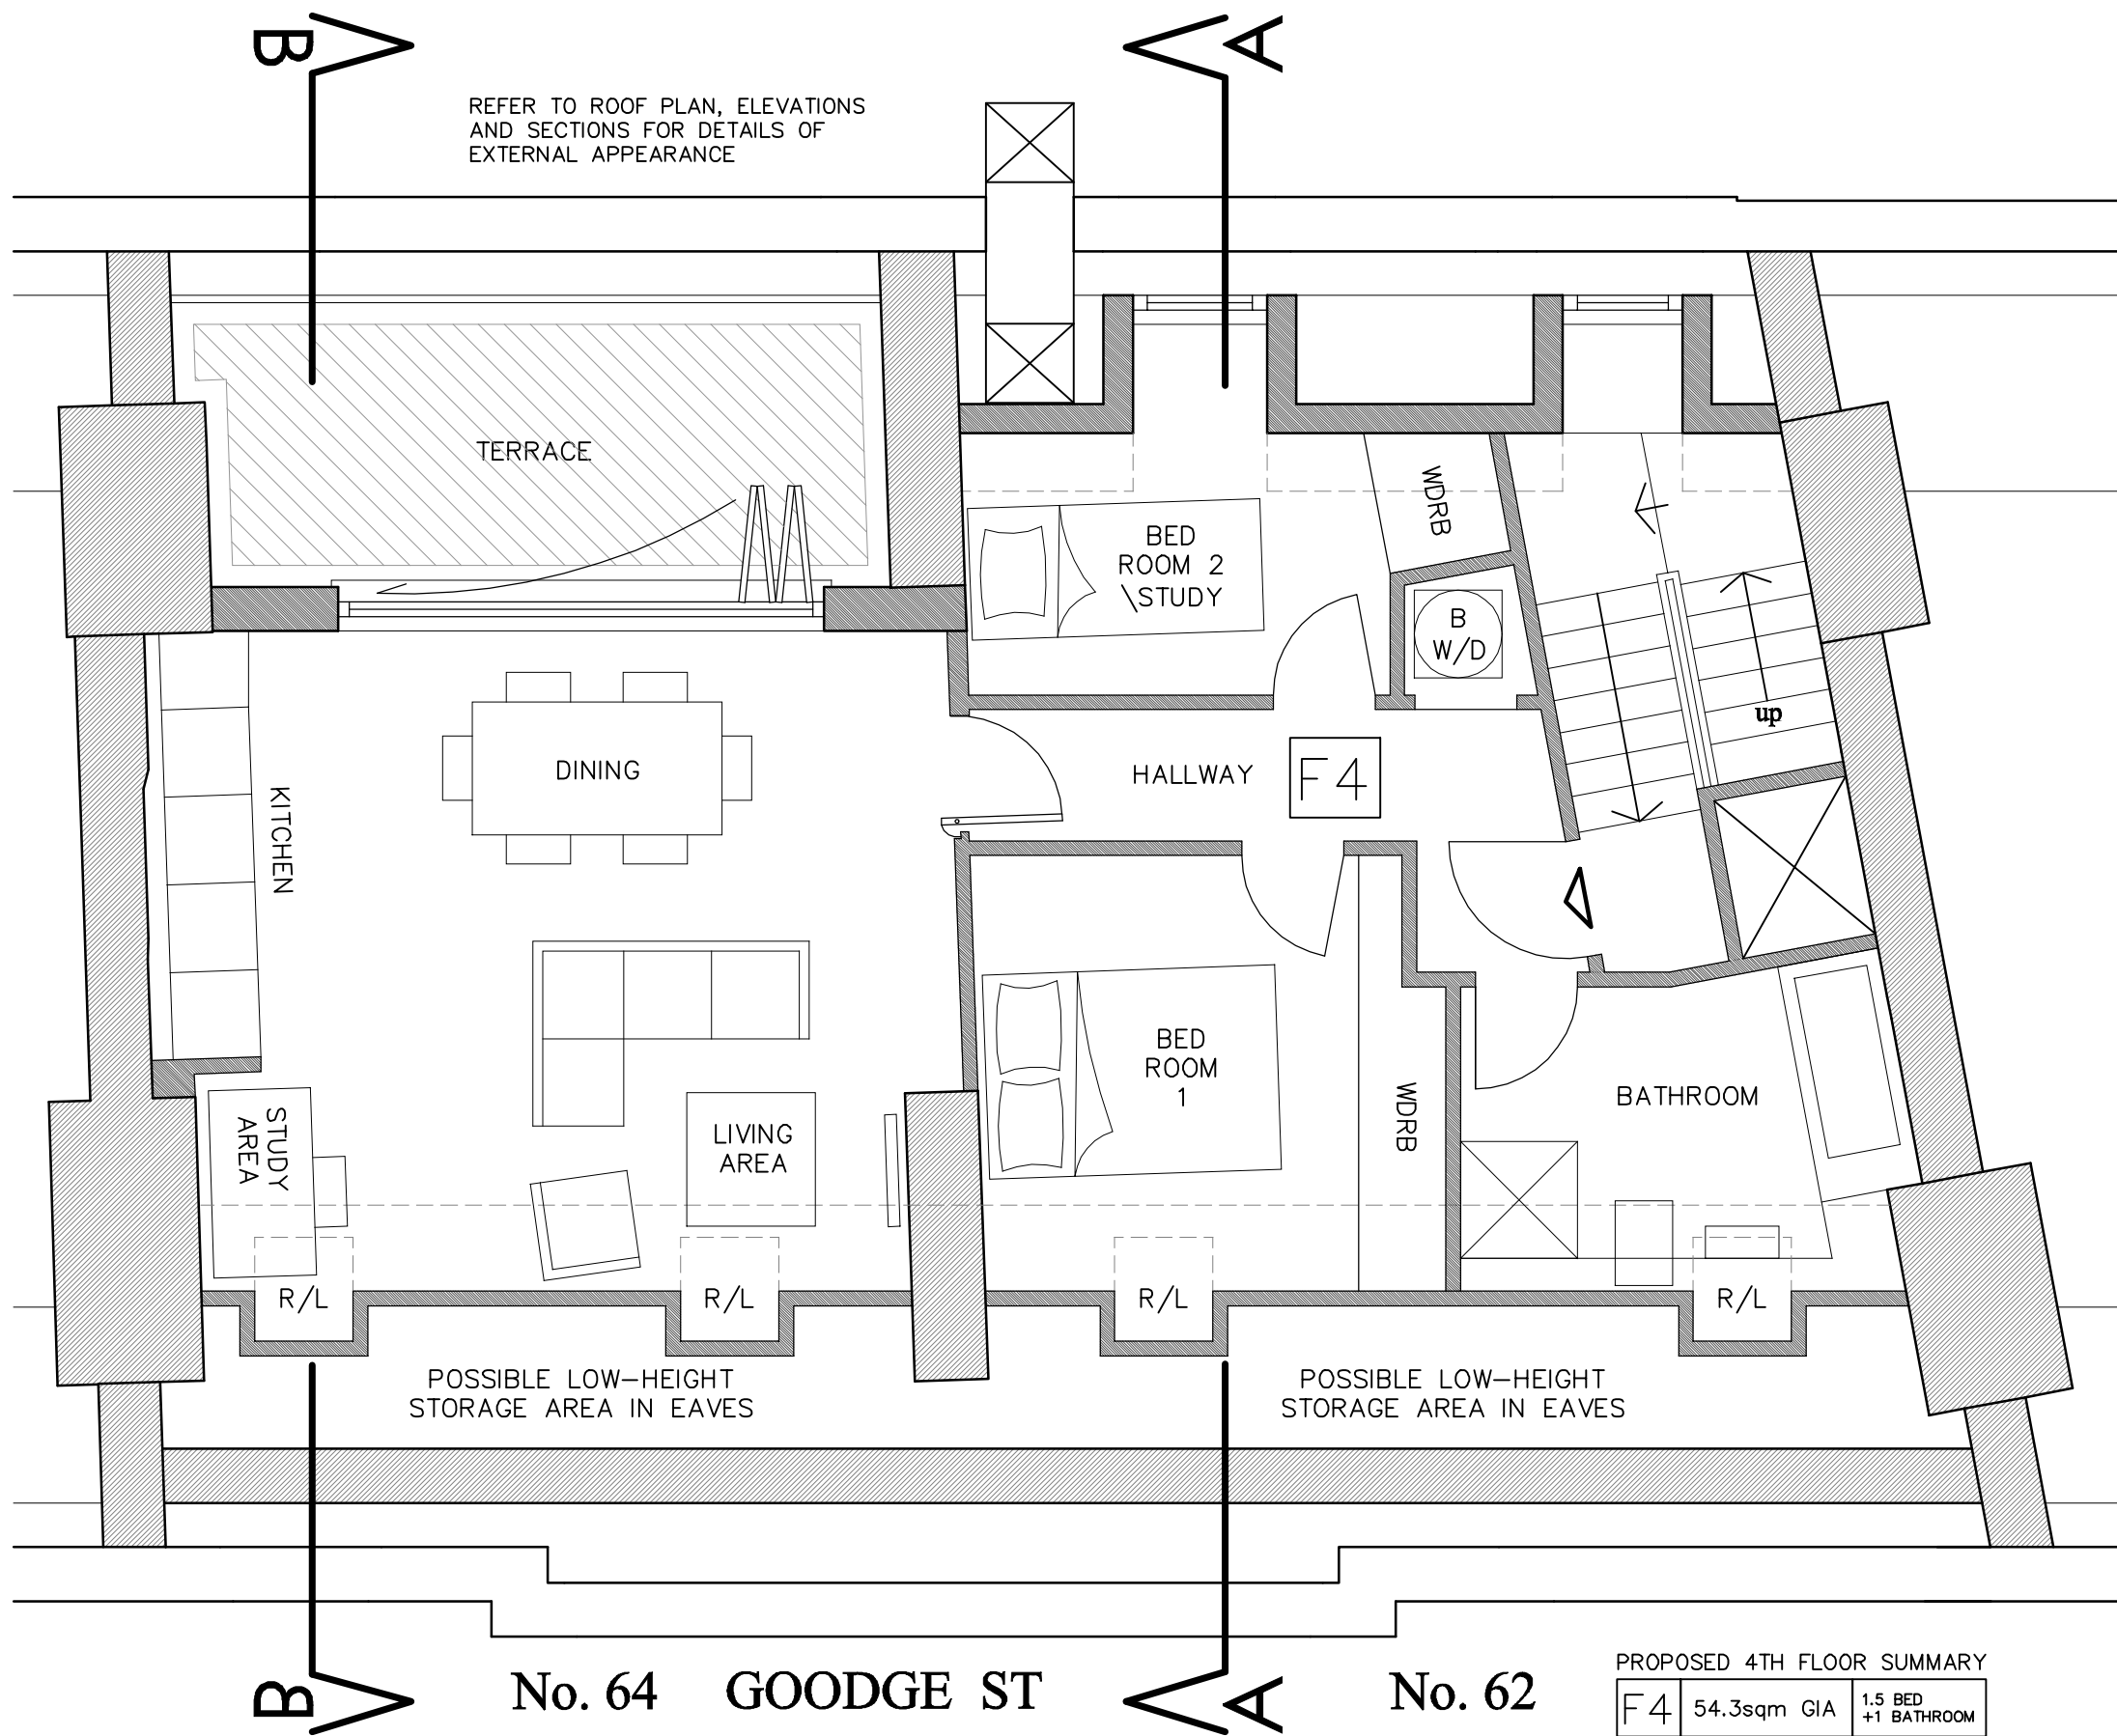 B
A
REFER TO ROOF PLAN, ELEVATIONS
AND SECTIONS FOR DETAILS OF
EXTERNAL APPEARANCE
TERRACE
WDRB
BED
ROOM 2
\STUDY
B
W/D
up
DINING
HALLWAY
F4
KITCHEN
BED
ROOM
1
WDRB
BATHROOM
STUDY
AREA
LIVING
AREA
R/L
R/L
R/L
R/L
POSSIBLE LOW-HEIGHT
STORAGE AREA IN EAVES
POSSIBLE LOW-HEIGHT
STORAGE AREA IN EAVES
B
No. 64 GOODGE ST
A
No. 62
PROPOSED 4TH FLOOR SUMMARY
F4 54.3sqm GIA
1.5 BED
+1 BATHROOM